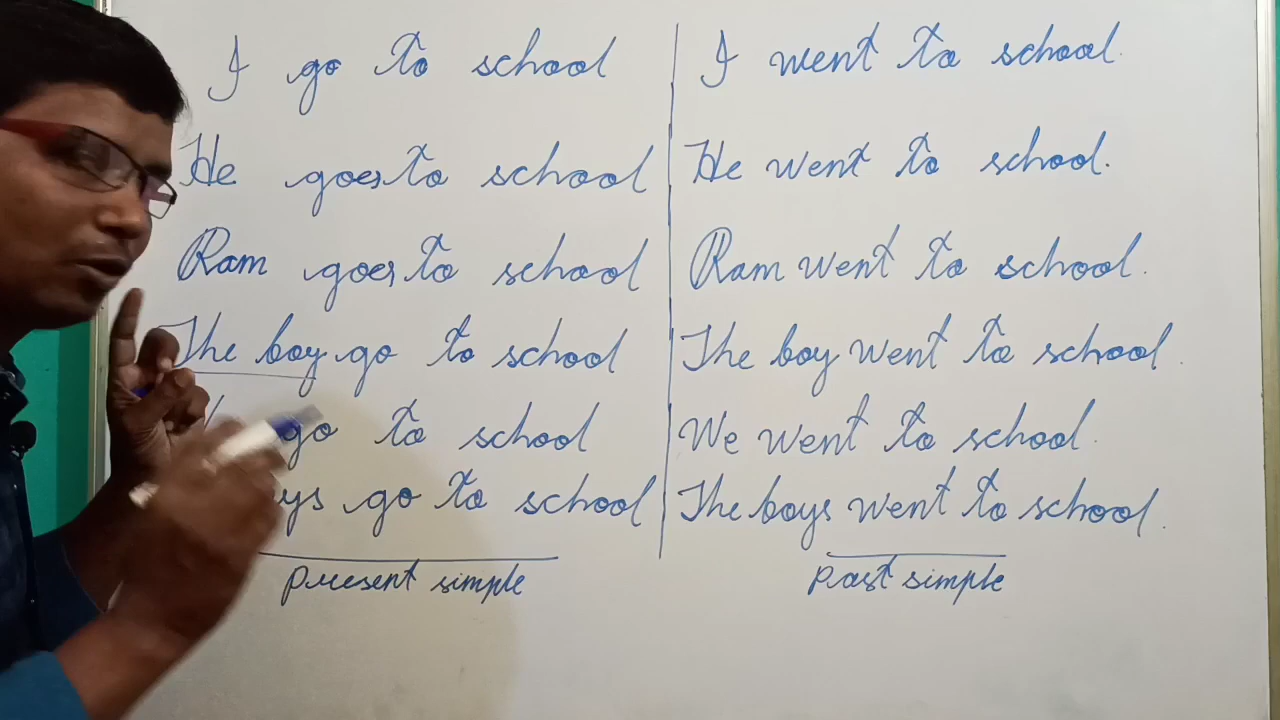 I go to school
I went to school.
He goes to school
He went to school.
Ram goes to school
Ram went to school.
The boy go to school
The boy went to school.
go to school
We went to school.
go to school
The boys went to school.
present simple
Past simple